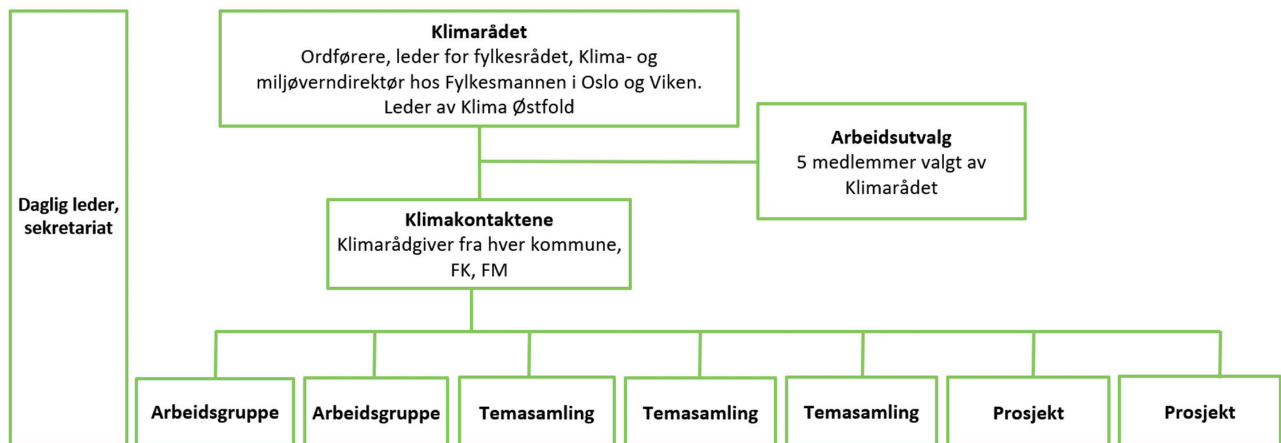 Klimarådet
Ordførere, leder for fylkesrådet, Klima- og
miljøverndirektør hos Fylkesmannen i Oslo og Viken.
Leder av Klima Østfold
Arbeidsutvalg
5 medlemmer valgt av
Klimarådet
Daglig leder,
sekretariat
Klimakontaktene
Klimarådgiver fra hver kommune,
FK, FM
Arbeidsgruppe
Arbeidsgruppe
Temasamling
Temasamling
Temasamling
Prosjekt
Prosjekt